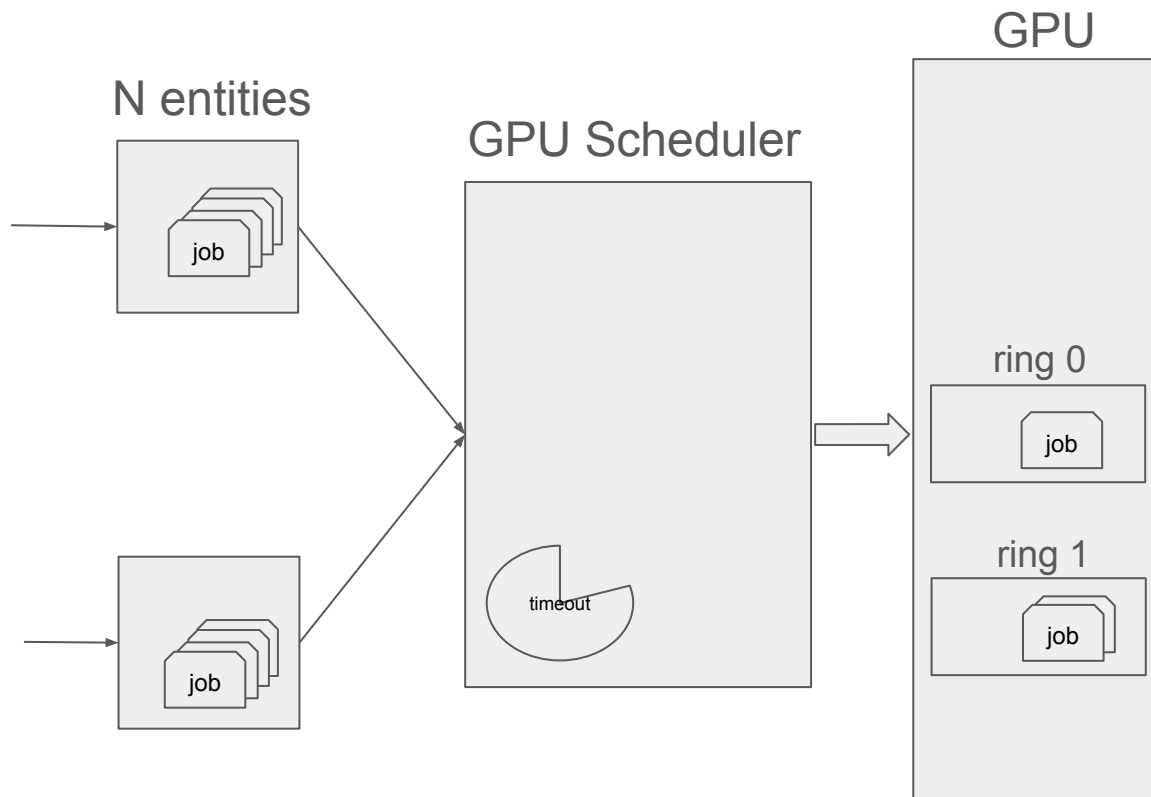 N entities
job
job
GPU Scheduler
timeout
GPU
ring 0
job
ring 1
job